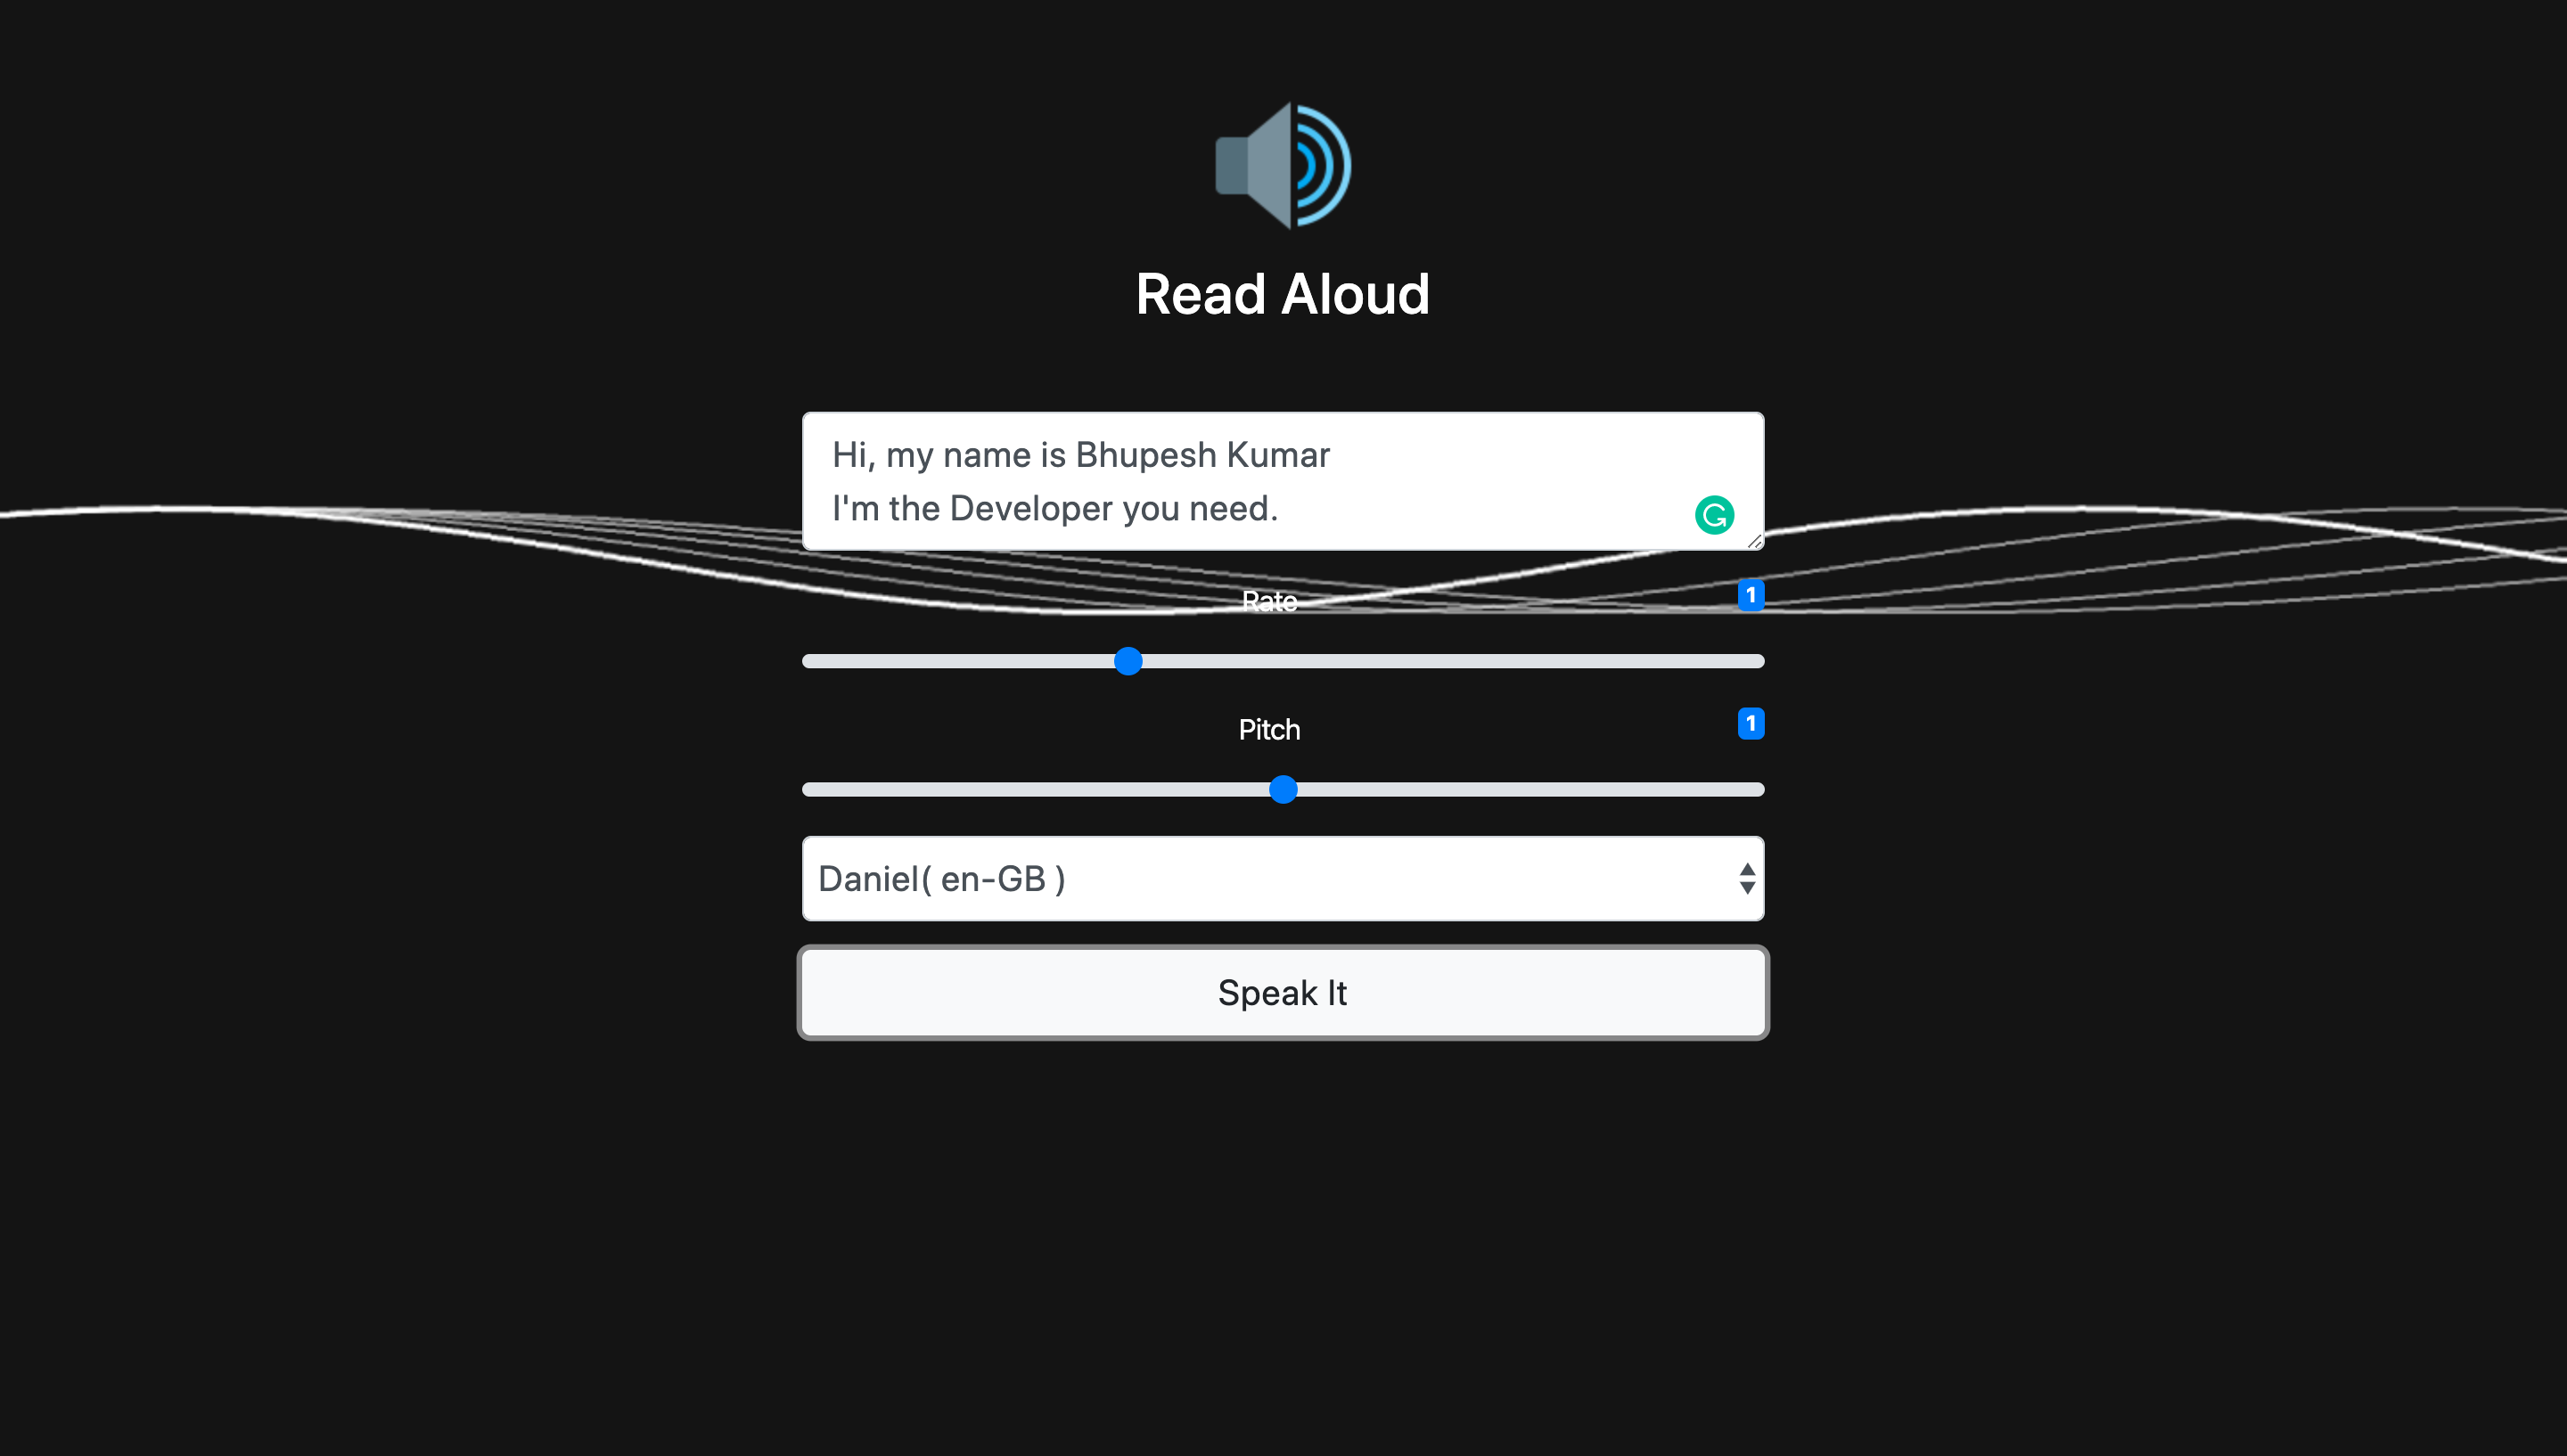 Read Aloud
Hi, my name is Bhupesh Kumar
I'm the Developer you need.
Rate
1
Pitch
1
Daniel( en-GB )
Speak It